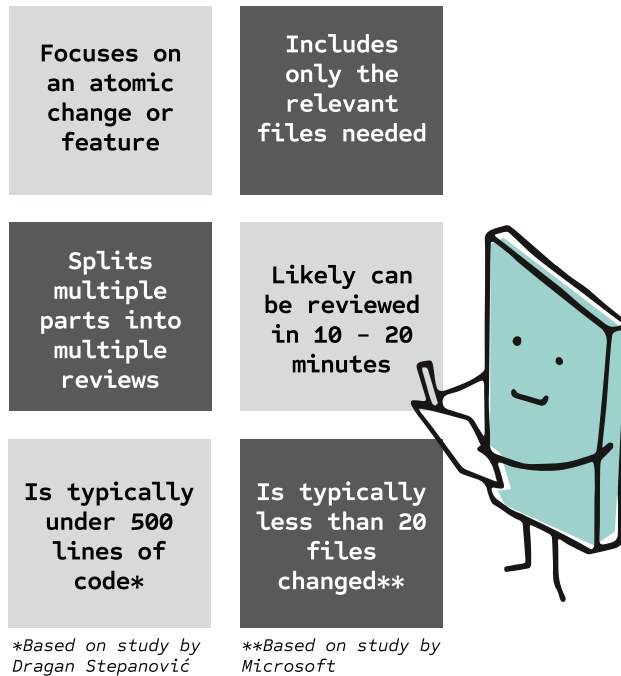 Focuses on
an atomic
change or
feature
Includes
only the
relevant
files needed
Splits
multiple
parts into
multiple
reviews
Likely can
be reviewed
in 10 – 20
minutes
Is typically
under 500
lines of
code*
Is typically
less than 20
files
changed**
*Based on study by
Dragan Stepanović
**Based on study by
Microsoft